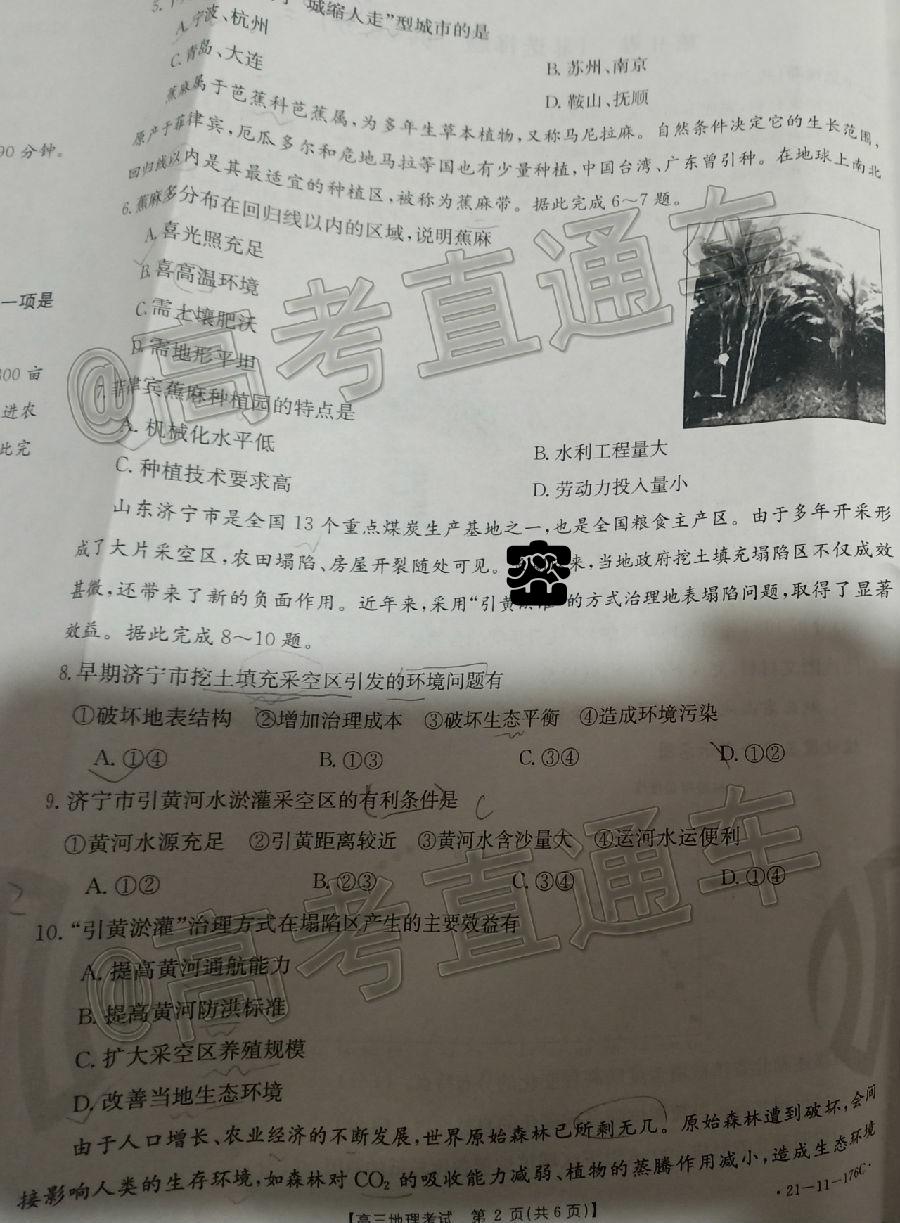 “城缩人走”型城市的是
A.宁波、杭州
B.苏州、南京
C.青岛、大连
D.鞍山、抚顺
蕉麻属于芭蕉科芭蕉属,为多年生草本植物,又称马尼拉麻。自然条件决定它的生长范围,
原产于菲律宾,厄瓜多尔和危地马拉等国也有少量种植,中国台湾、广东曾引种。在地球上南北
回归线以内是其最适宜的种植区,被称为蕉麻带。据此完成6～7题。
6.蕉麻多分布在回归线以内的区域,说明蕉麻
A.喜光照充足
B.喜高温环境
C.需土壤肥沃
D.需地形平坦
7.菲律宾蕉麻种植园的特点是
A.机械化水平低
B.水利工程量大
C.种植技术要求高
D.劳动力投入量小
山东济宁市是全国13个重点煤炭生产基地之一,也是全国粮食主产区。由于多年开采形
成了大片采空区,农田塌陷、房屋开裂随处可见。来,当地政府挖土填充塌陷区不仅成效
甚微,还带来了新的负面作用。近年来,采用“引黄的方式治理地表塌陷问题,取得了显著
效益。据此完成8～10题。
8.早期济宁市挖土填充采空区引发的环境问题有
①破坏地表结构 ②增加治理成本 ③破坏生态平衡 ④造成环境污染
A.①④ B.①③ C.③④ D.①②
9.济宁市引黄河水淤灌采空区的有利条件是 C
①黄河水源充足 ②引黄距离较近 ③黄河水含沙量大 ④运河水运便利
A.①② B.②③ C.③④ D.①④
10.“引黄淤灌”治理方式在塌陷区产生的主要效益有
A.提高黄河通航能力
B.提高黄河防洪标准
C.扩大采空区养殖规模
D.改善当地生态环境
由于人口增长、农业经济的不断发展,世界原始森林已所剩无几。原始森林遭到破坏,会间
接影响人类的生存环境,如森林对CO₂的吸收能力减弱、植物的蒸腾作用减小,造成生态环境
【高三地理考试 第2页(共6页)】
·21-11-176C·
90分钟。
一项是
300亩
进农
此完
@高考直通车
@高考直通车